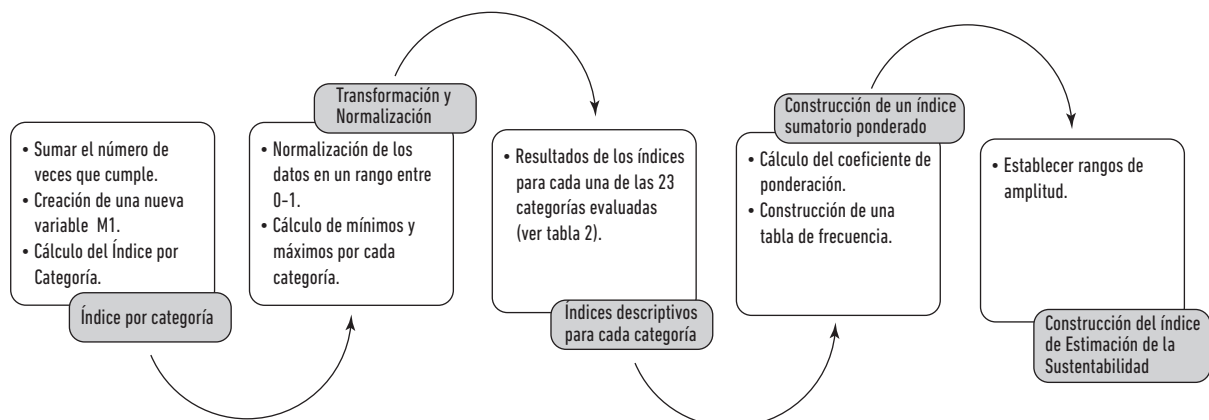 • Sumar el número de
veces que cumple.
• Creación de una nueva
variable M1.
• Cálculo del Índice por
Categoría.
Índice por categoría
Transformación y
Normalización
• Normalización de los
datos en un rango entre
0-1.
• Cálculo de mínimos y
máximos por cada
categoría.
• Resultados de los índices
para cada una de las 23
categorías evaluadas
(ver tabla 2).
Índices descriptivos
para cada categoría
Construcción de un índice
sumatorio ponderado
• Cálculo del coeficiente de
ponderación.
• Construcción de una
tabla de frecuencia.
• Establecer rangos de
amplitud.
Construcción del índice
de Estimación de la
Sustentabilidad